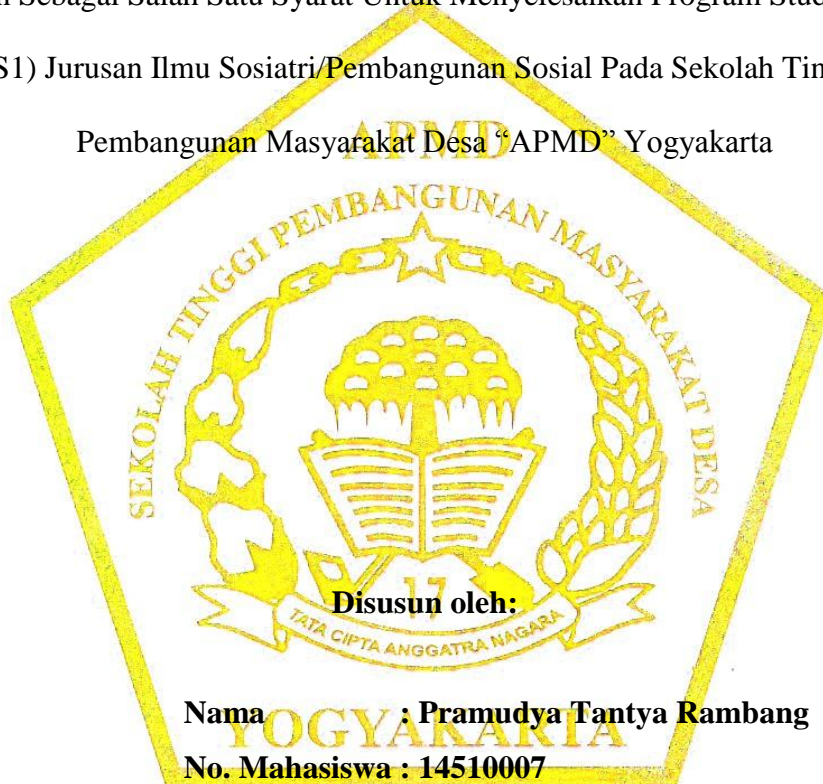 Sebagai Salah Satu Syarat Untuk Menyelesaikan Program
S1) Jurusan Ilmu Sosiatri/Pembangunan Sosial Pada Sekolah
Pembangunan Masyarakat Desa “APMD” Yogyakarta
APMD
SEKOLAH TINGGI PEMBANGUNAN MASYARAKAT DESA
17
Disusun oleh:
TATA CIPTA ANGGATRA NAGARA
Nama : Pramudya Tantya Rambang
YOGYAKARTA
No. Mahasiswa : 14510007